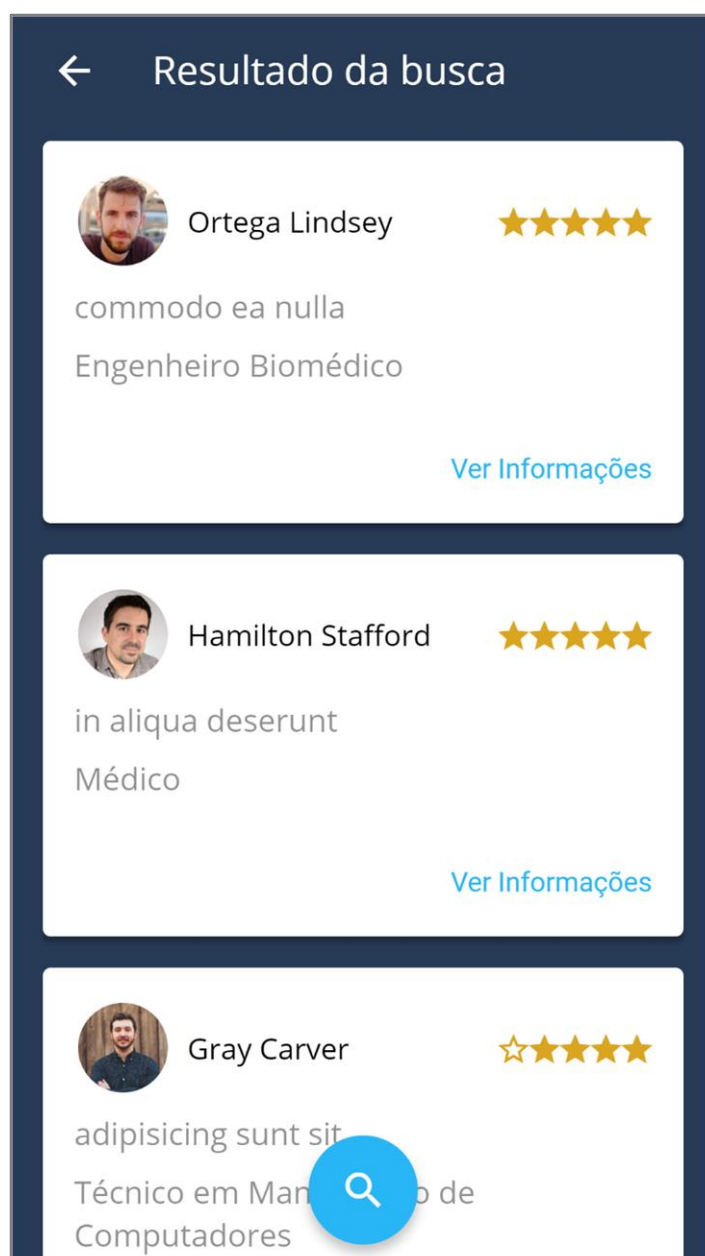 Resultado da busca
Ortega Lindsey
commodo ea nulla
Engenheiro Biomédico
Ver Informações
Hamilton Stafford
in aliqua deserunt
Médico
Ver Informações
Gray Carver
adipisicing sunt sit
Técnico em de
Computadores